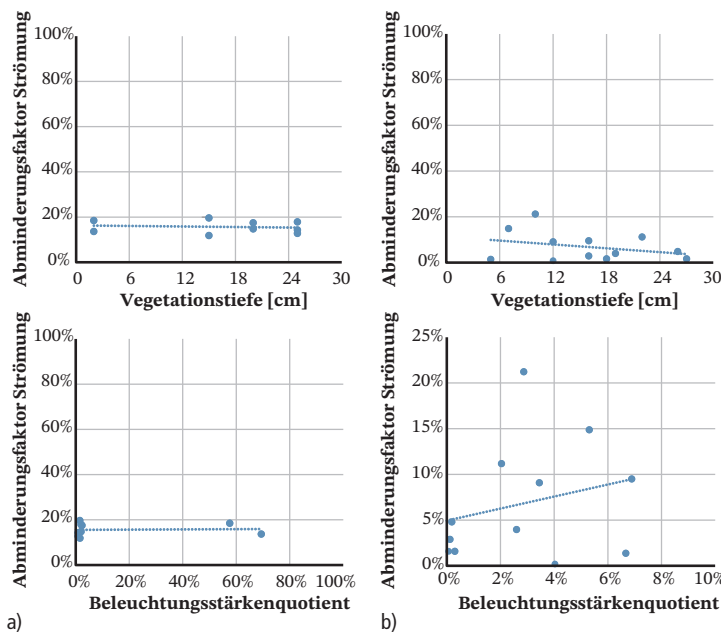 Abminderungsfaktor Strömung
100%
80%
60%
40%
20%
0%
0 6 12 18 24 30
Vegetationstiefe [cm]
Abminderungsfaktor Strömung
100%
80%
60%
40%
20%
0%
0 6 12 18 24 30
Vegetationstiefe [cm]
Abminderungsfaktor Strömung
100%
80%
60%
40%
20%
0%
0% 20% 40% 60% 80% 100%
Beleuchtungsstärkenquotient
a)
Abminderungsfaktor Strömung
25%
20%
15%
10%
5%
0%
0% 2% 4% 6% 8% 10%
Beleuchtungsstärkenquotient
b)